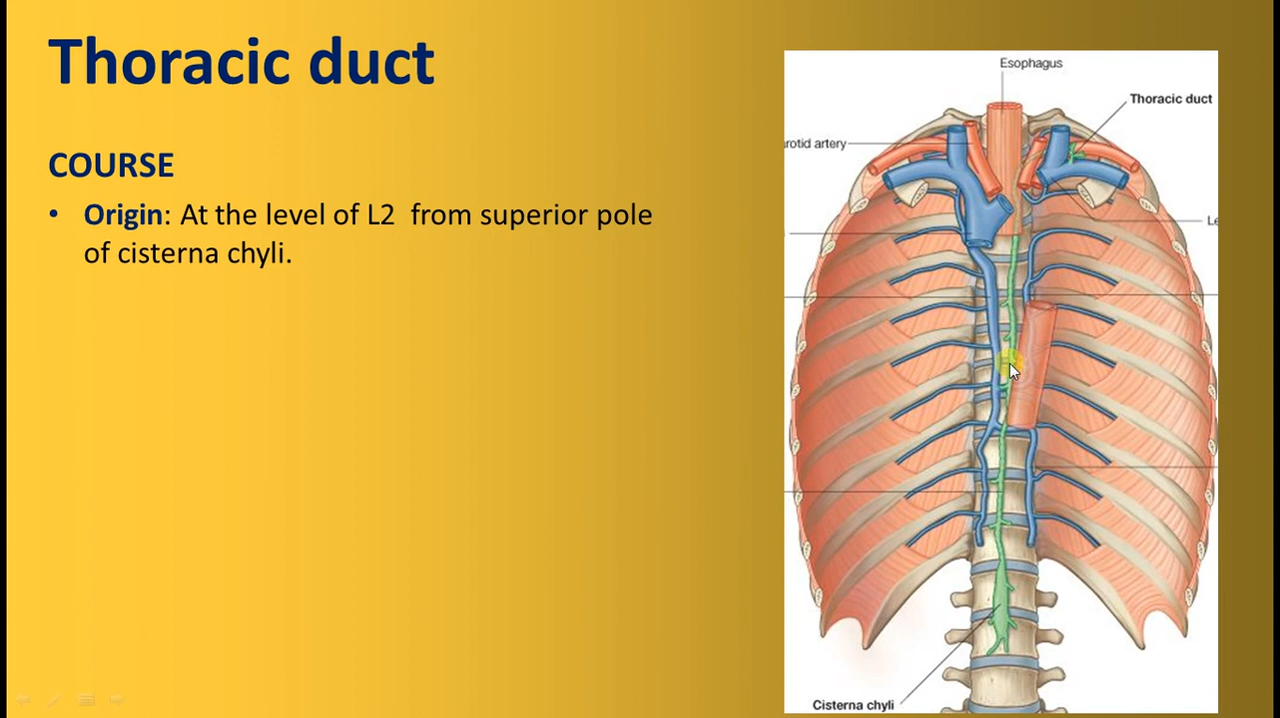 Thoracic duct
COURSE
• Origin: At the level of L2 from superior pole
of cisterna chyli.
Esophagus
Thoracic duct
rotid artery
Le
Cisterna chyli